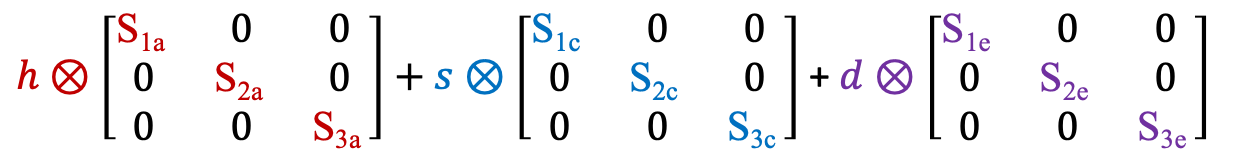 S₁ₐ 0 0 S₁c 0 0 S₁ₑ 0 0
h ⊗ 0 S₂ₐ 0 + s ⊗ 0 S₂c 0 + d ⊗ 0 S₂ₑ 0
0 0 S₃ₐ 0 0 S₃c 0 0 S₃ₑ